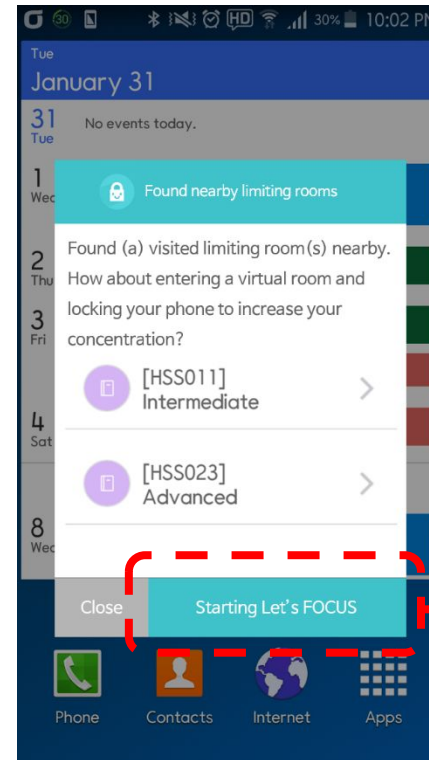 30 HD 30% 10:02 PM
Tue
January 31
31
Tue
No events today.
1
Wed
Found nearby limiting rooms
Found (a) visited limiting room(s) nearby.
How about entering a virtual room and
locking your phone to increase your
concentration?
2
Thu
3
Fri
[HSS011]
Intermediate
4
Sat
[HSS023]
Advanced
8
Wed
Close
Starting Let's FOCUS
Phone
Contacts
Internet
Apps